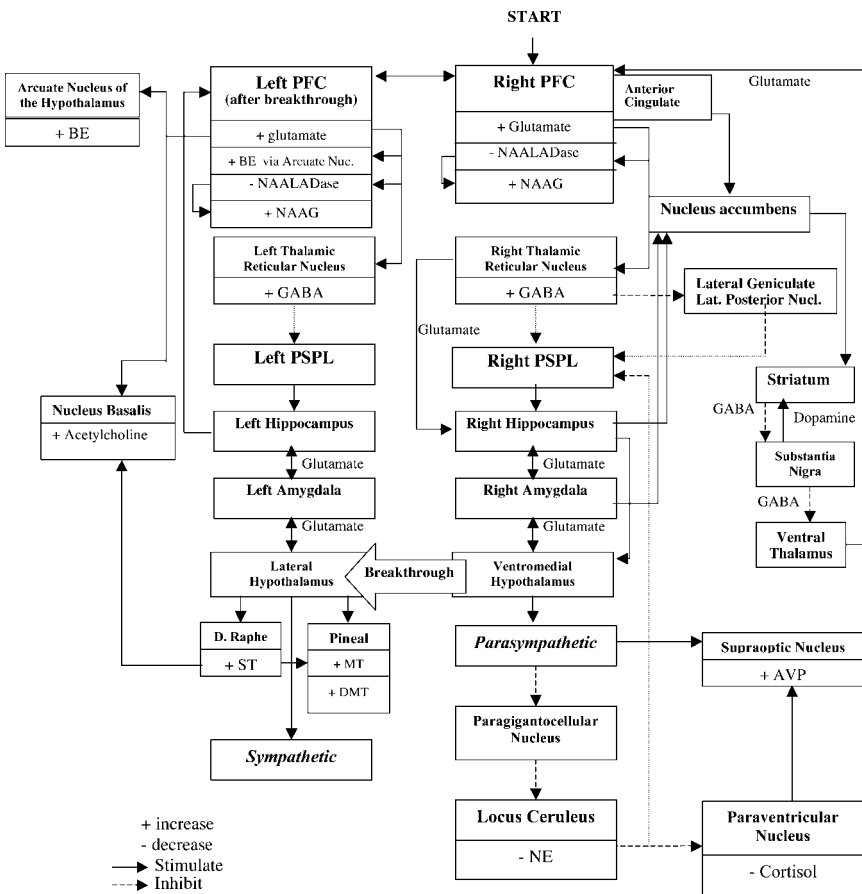 START
Left PFC
(after breakthrough)
+ glutamate
+ BE via Arcuate Nuc.
- NAALADase
+ NAAG
Right PFC
+ Glutamate
- NAALADase
+ NAAG
Anterior
Cingulate
Glutamate
Arcuate Nucleus of
the Hypothalamus
+ BE
Nucleus accumbens
Left Thalamic
Reticular Nucleus
+ GABA
Right Thalamic
Reticular Nucleus
+ GABA
Lateral Geniculate
Lat. Posterior Nucl.
Glutamate
Left PSPL
Right PSPL
Striatum
GABA
Dopamine
Nucleus Basalis
+ Acetylcholine
Left Hippocampus
Right Hippocampus
Substantia
Nigra
Glutamate
Glutamate
Left Amygdala
Right Amygdala
GABA
Glutamate
Glutamate
Ventral
Thalamus
Lateral
Hypothalamus
Breakthrough
Ventromedial
Hypothalamus
D. Raphe
+ ST
Pineal
+ MT
+ DMT
Parasympathetic
Supraoptic Nucleus
+ AVP
Paragigantocellular
Nucleus
Sympathetic
Locus Ceruleus
- NE
Paraventricular
Nucleus
- Cortisol
+ increase
- decrease
Stimulate
Inhibit